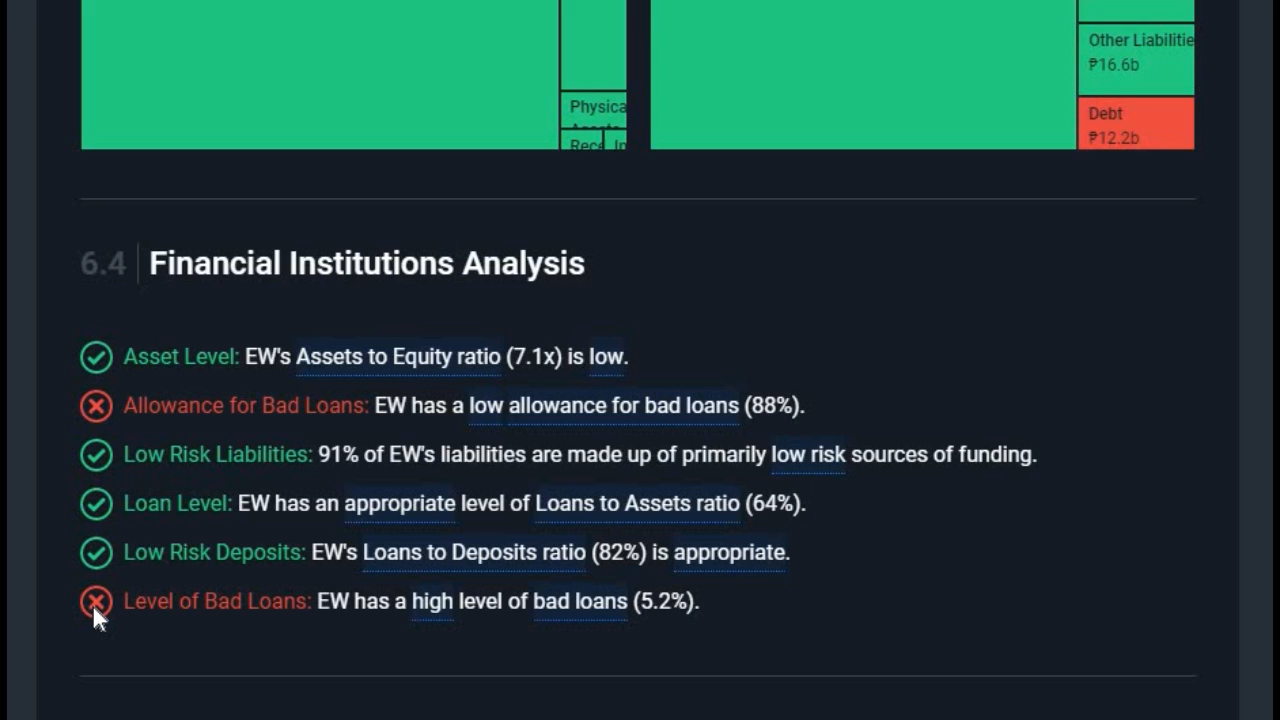 Other Liabilitie
₱16.6b
Physica
Debt
₱12.2b
Rece
In
6.4 Financial Institutions Analysis
Asset Level: EW's Assets to Equity ratio (7.1x) is low.
Allowance for Bad Loans: EW has a low allowance for bad loans (88%).
Low Risk Liabilities: 91% of EW's liabilities are made up of primarily low risk sources of funding.
Loan Level: EW has an appropriate level of Loans to Assets ratio (64%).
Low Risk Deposits: EW's Loans to Deposits ratio (82%) is appropriate.
Level of Bad Loans: EW has a high level of bad loans (5.2%).